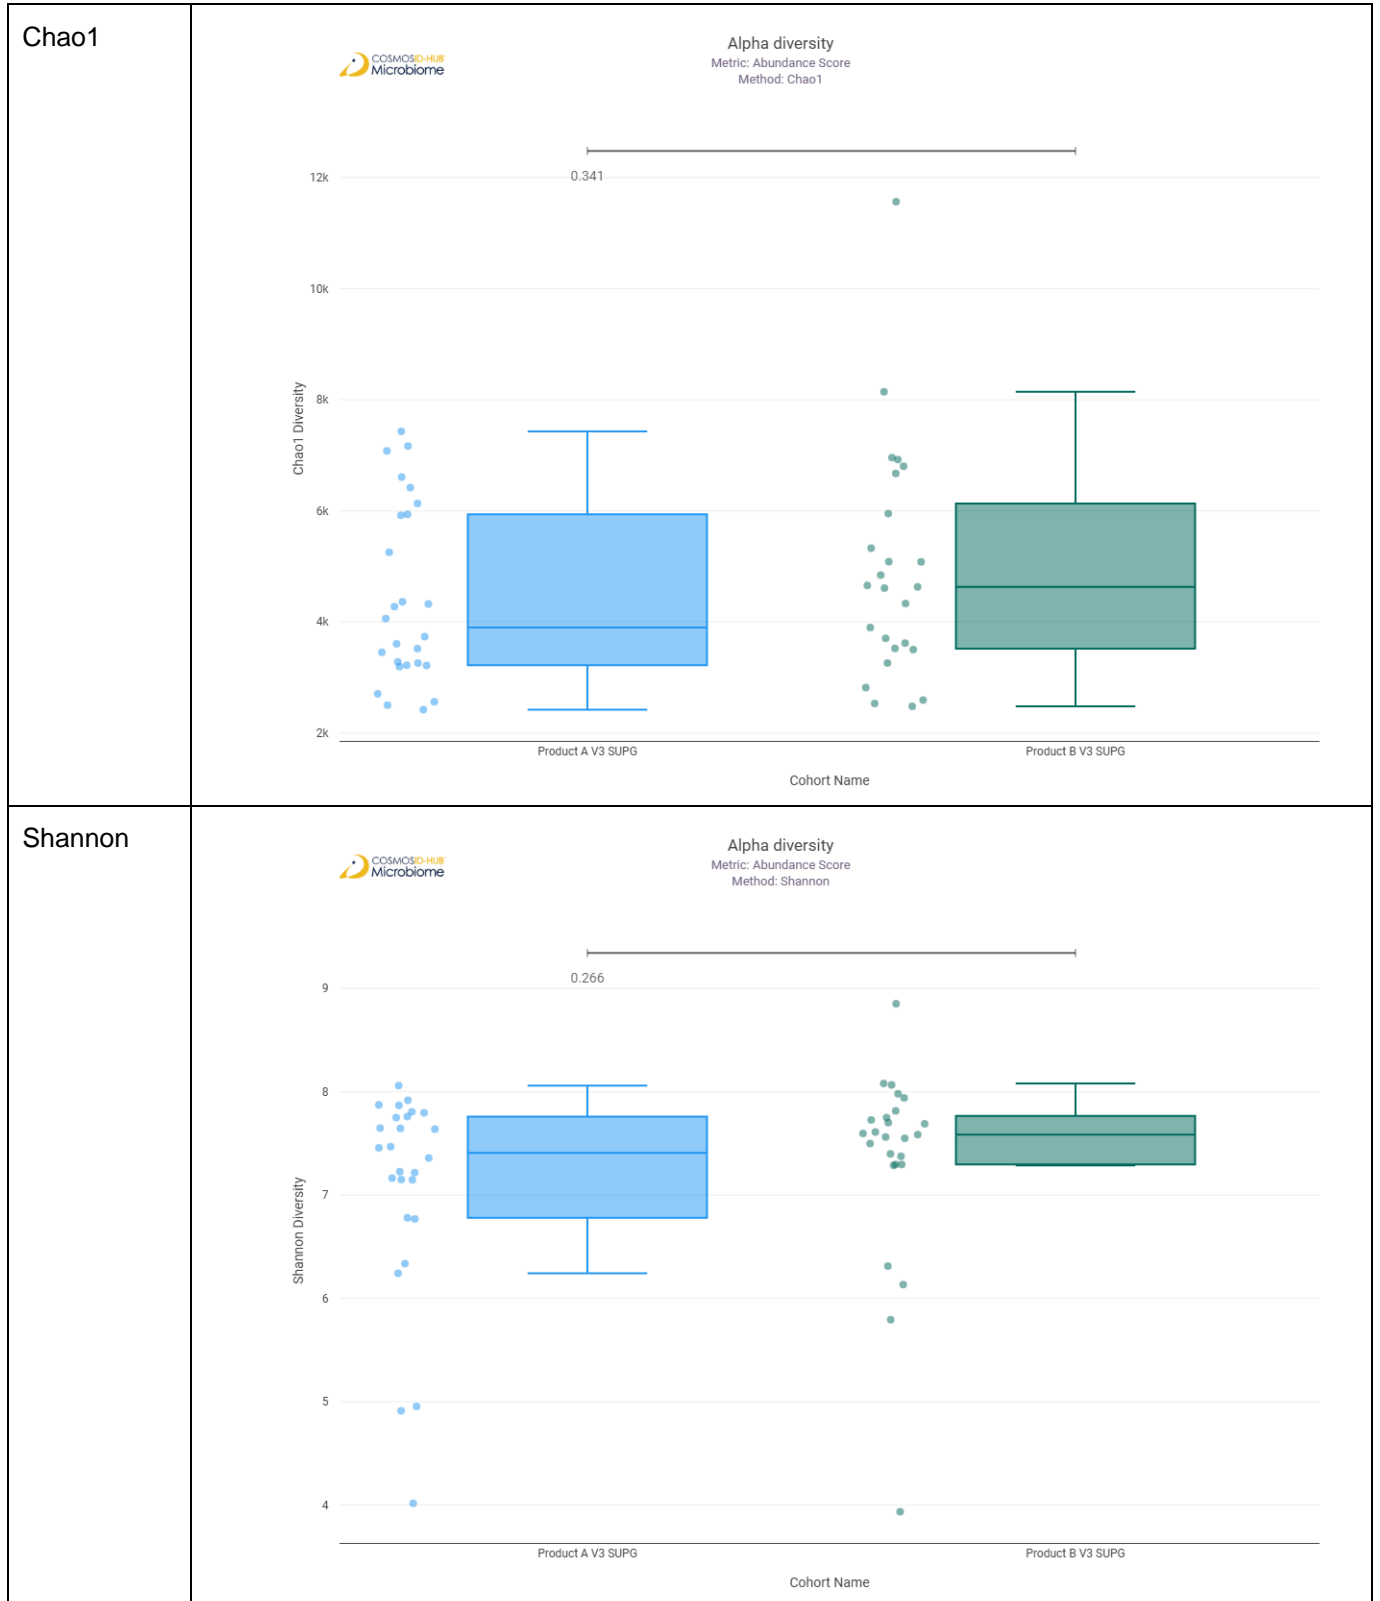 Chao1
COSMOSID-HUB
Microbiome
Alpha diversity
Metric: Abundance Score
Method: Chao1
0.341
12k
10k
8k
6k
4k
2k
Chao1 Diversity
Product A V3 SUPG
Product B V3 SUPG
Cohort Name
Shannon
COSMOSID-HUB
Microbiome
Alpha diversity
Metric: Abundance Score
Method: Shannon
0.266
9
8
7
6
5
4
Shannon Diversity
Product A V3 SUPG
Product B V3 SUPG
Cohort Name